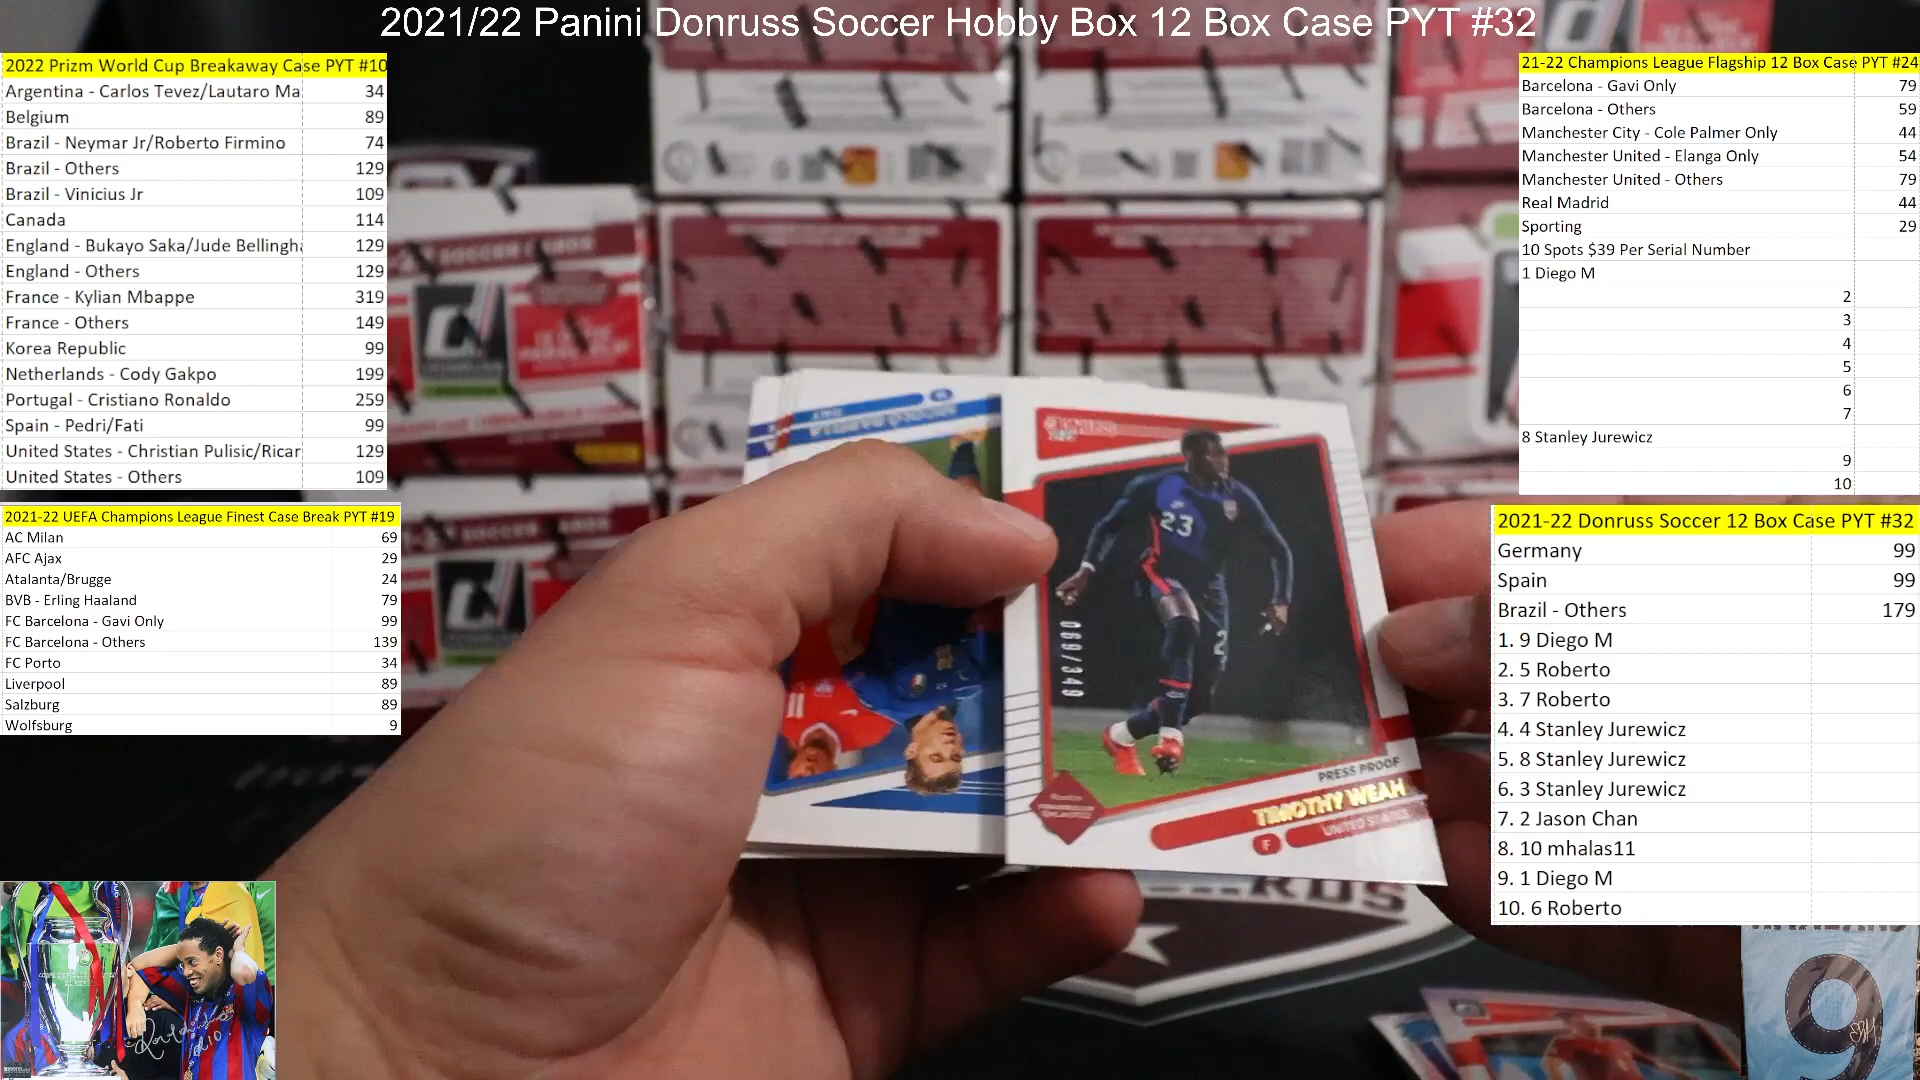 2021/22 Panini Donruss Soccer Hobby Box 12 Box Case PYT #32
2022 Prizm World Cup Breakaway Case PYT #10
Argentina - Carlos Tevez/Lautaro Ma 34
Belgium 89
Brazil - Neymar Jr/Roberto Firmino 74
Brazil - Others 129
Brazil - Vinicius Jr 109
Canada 114
England - Bukayo Saka/Jude Bellingh 129
England - Others 129
France - Kylian Mbappe 319
France - Others 149
Korea Republic 99
Netherlands - Cody Gakpo 199
Portugal - Cristiano Ronaldo 259
Spain - Pedri/Fati 99
United States - Christian Pulisic/Ricar 129
United States - Others 109
2021-22 UEFA Champions League Finest Case Break PYT #19
AC Milan 69
AFC Ajax 29
Atalanta/Brugge 24
BVB - Erling Haaland 79
FC Barcelona - Gavi Only 99
FC Barcelona - Others 139
FC Porto 34
Liverpool 89
Salzburg 89
Wolfsburg 9
21-22 Champions League Flagship 12 Box Case PYT #24
Barcelona - Gavi Only 79
Barcelona - Others 59
Manchester City - Cole Palmer Only 44
Manchester United - Elanga Only 54
Manchester United - Others 79
Real Madrid 44
Sporting 29
10 Spots $39 Per Serial Number
1 Diego M
2
3
4
5
6
7
8 Stanley Jurewicz
9
10
2021-22 Donruss Soccer 12 Box Case PYT #32
Germany 99
Spain 99
Brazil - Others 179
1. 9 Diego M
2. 5 Roberto
3. 7 Roberto
4. 4 Stanley Jurewicz
5. 8 Stanley Jurewicz
6. 3 Stanley Jurewicz
7. 2 Jason Chan
8. 10 mhalas11
9. 1 Diego M
10. 6 Roberto
DONRUSS
23
2
069/349
PRESS PROOF
TIMOTHY WEAH
F UNITED STATES
SOCCER CARDS
9